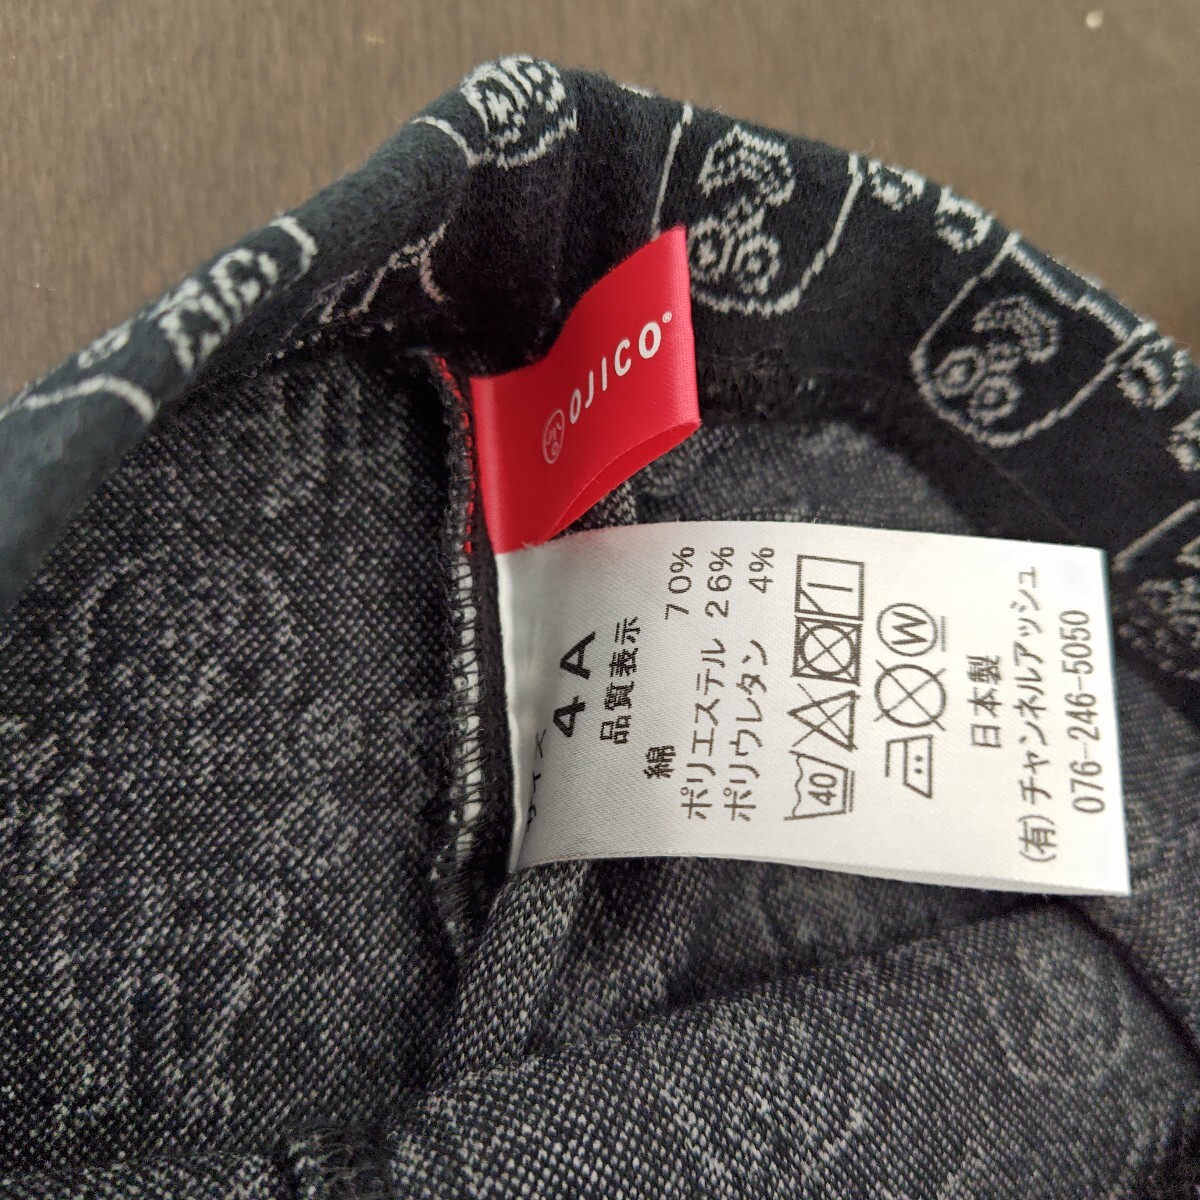 OJICO®
サイズ
4A
品質表示
綿 70%
ポリエステル 26%
ポリウレタン 4%
40
W
日本製
(有)チャンネルアッシュ
076-246-5050